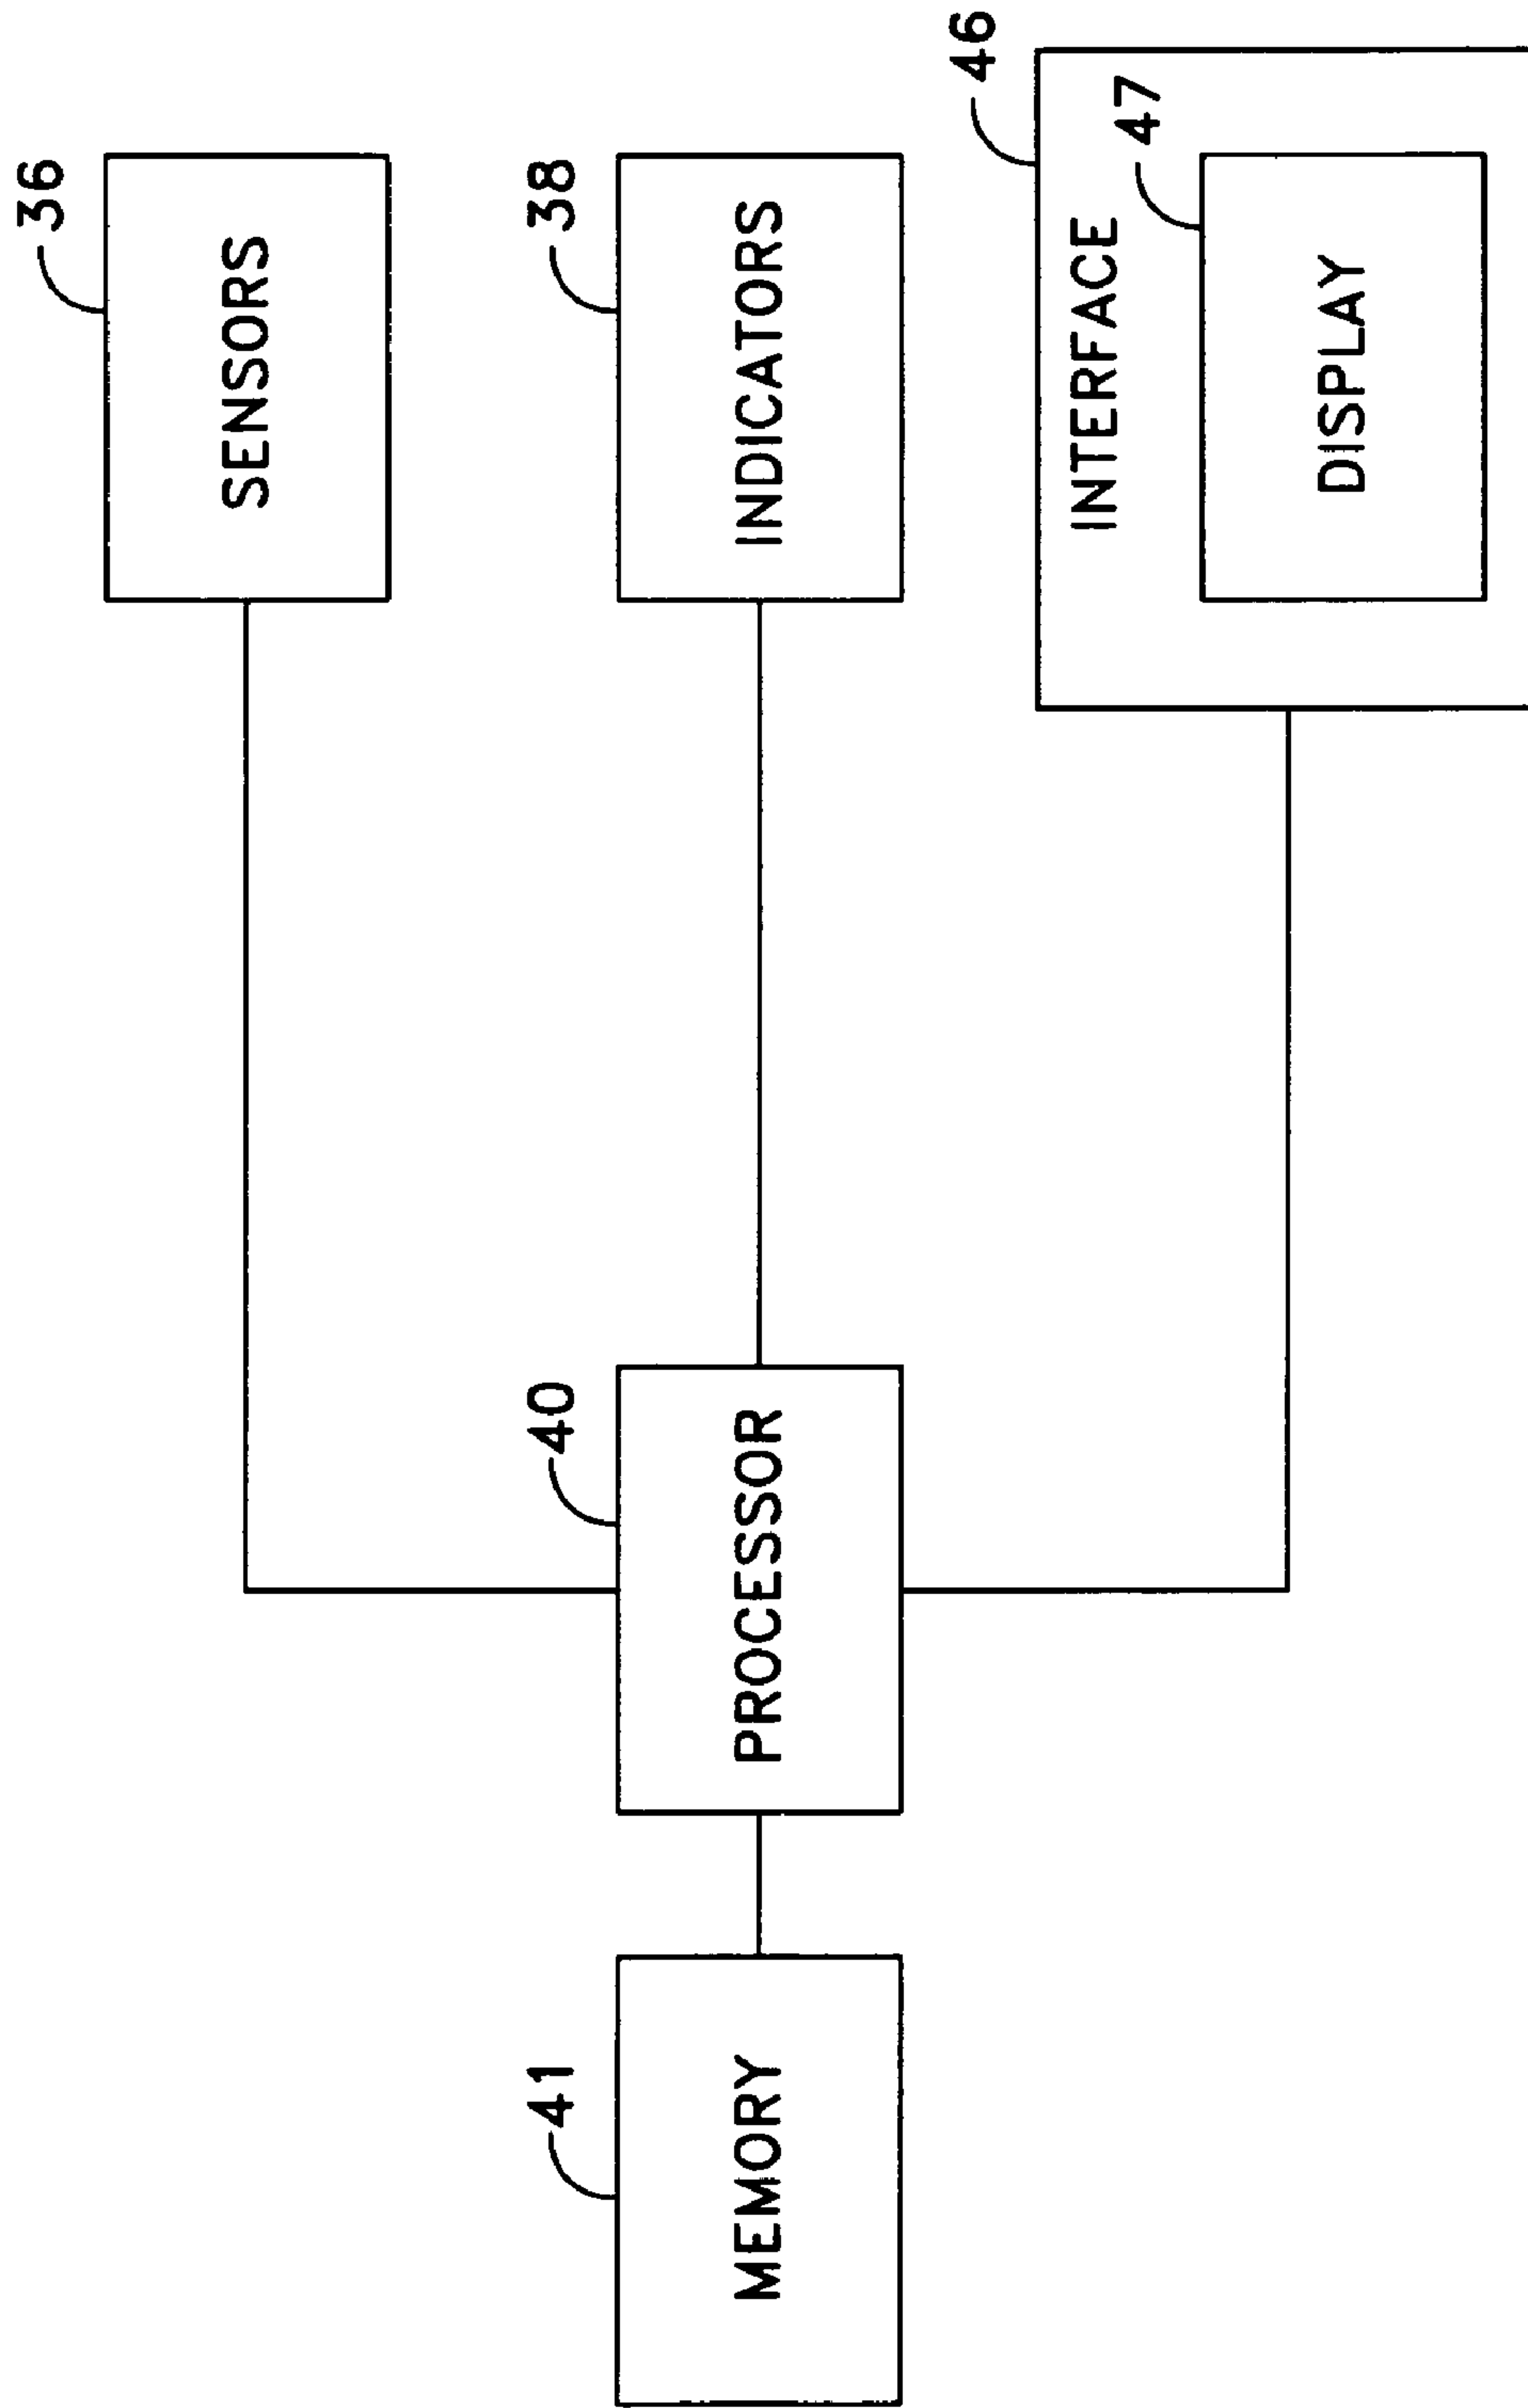 36
SENSORS
41
MEMORY
40
PROCESSOR
38
INDICATORS
46
INTERFACE
47
DISPLAY